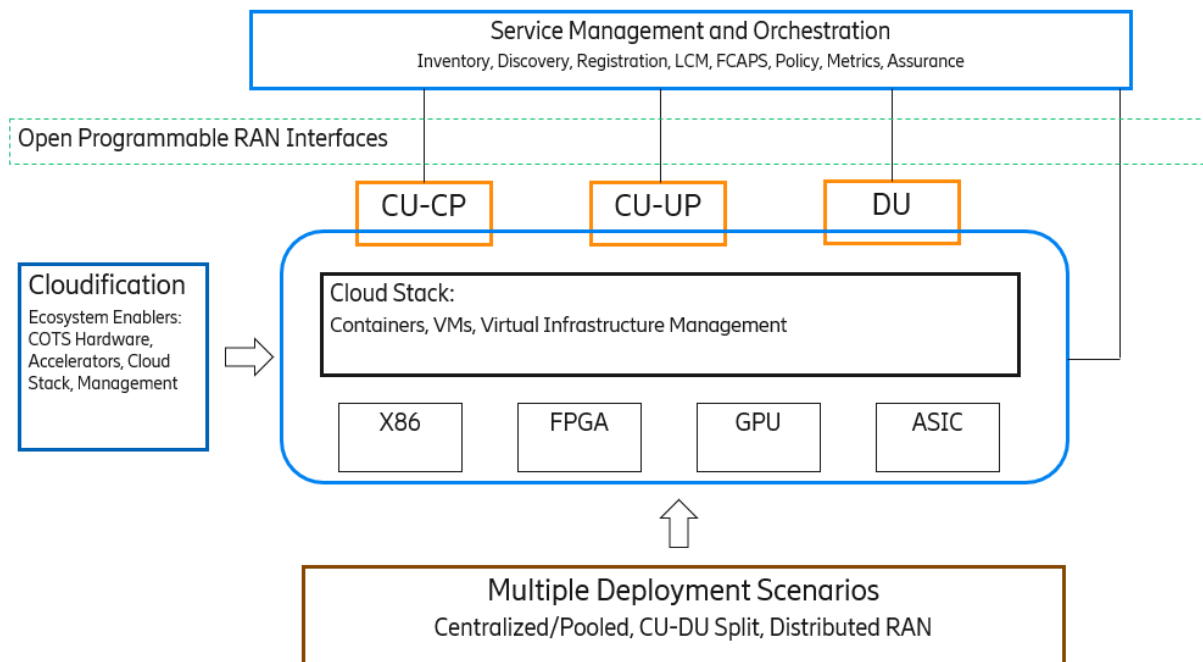 Service Management and Orchestration
Inventory, Discovery, Registration, LCM, FCAPS, Policy, Metrics, Assurance
Open Programmable RAN Interfaces
CU-CP
CU-UP
DU
Cloudification
Ecosystem Enablers:
COTS Hardware,
Accelerators, Cloud
Stack, Management
Cloud Stack:
Containers, VMs, Virtual Infrastructure Management
X86
FPGA
GPU
ASIC
Multiple Deployment Scenarios
Centralized/Pooled, CU-DU Split, Distributed RAN